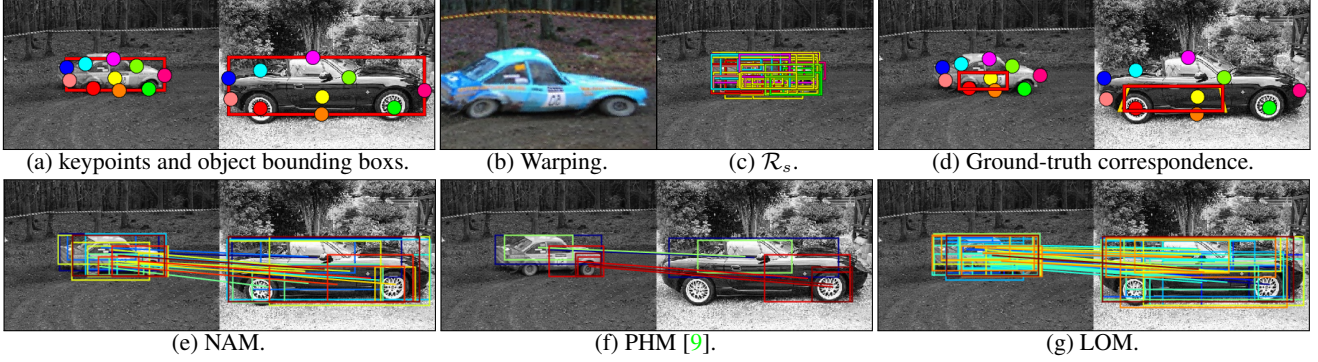 (a) keypoints and object bounding boxs.
(b) Warping.
(c) ℛₛ.
(d) Ground-truth correspondence.
(e) NAM.
(f) PHM [9].
(g) LOM.